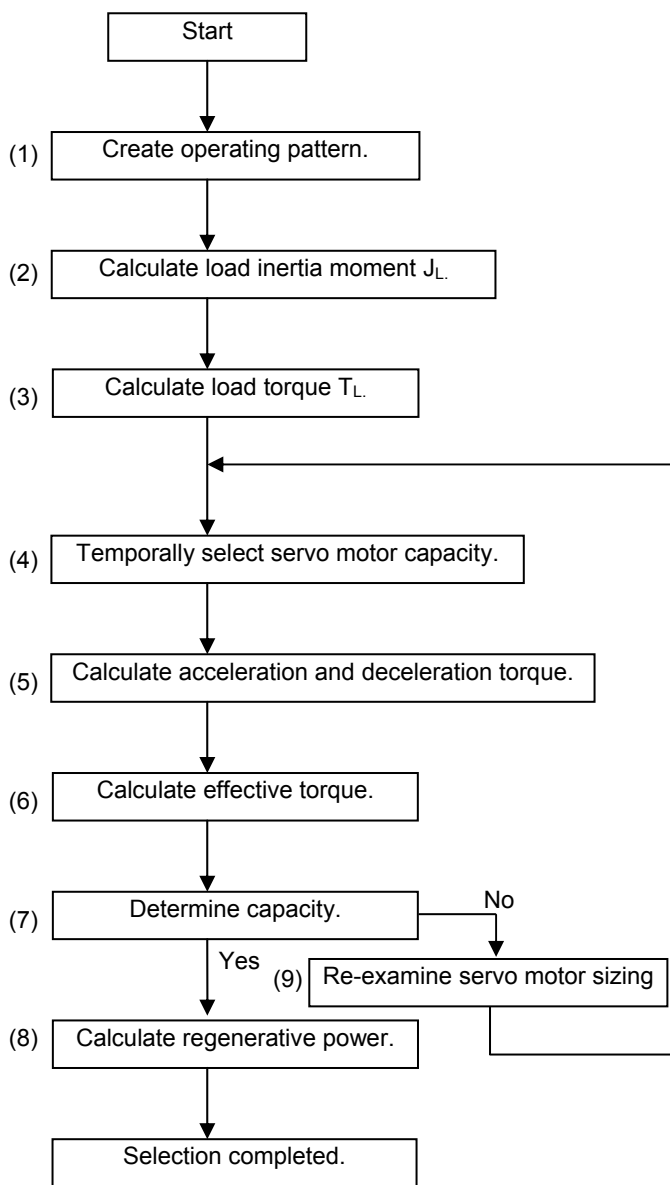 Start
(1) Create operating pattern.
(2) Calculate load inertia moment JL.
(3) Calculate load torque TL.
(4) Temporally select servo motor capacity.
(5) Calculate acceleration and deceleration torque.
(6) Calculate effective torque.
(7) Determine capacity.
No
Yes
(9) Re-examine servo motor sizing
(8) Calculate regenerative power.
Selection completed.